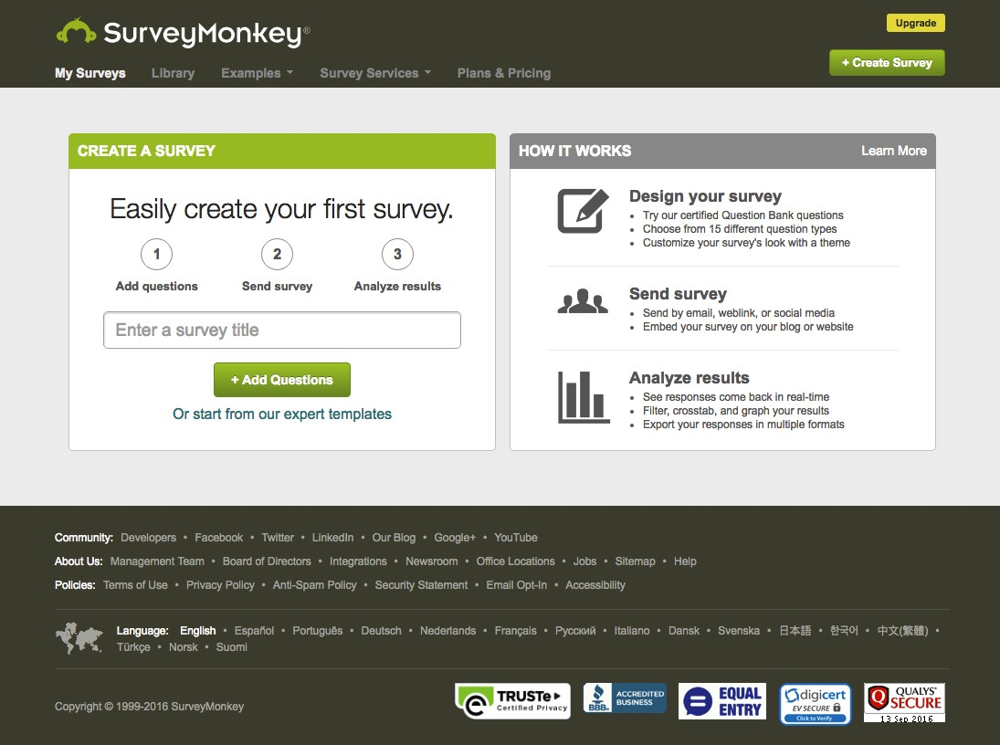 SurveyMonkey®
Upgrade
My Surveys Library Examples Survey Services Plans & Pricing
+ Create Survey
CREATE A SURVEY
Easily create your first survey.
1 2 3
Add questions Send survey Analyze results
Enter a survey title
+ Add Questions
Or start from our expert templates
HOW IT WORKS Learn More
Design your survey
• Try our certified Question Bank questions
• Choose from 15 different question types
• Customize your survey's look with a theme
Send survey
• Send by email, weblink, or social media
• Embed your survey on your blog or website
Analyze results
• See responses come back in real-time
• Filter, crosstab, and graph your results
• Export your responses in multiple formats
Community: Developers • Facebook • Twitter • LinkedIn • Our Blog • Google+ • YouTube
About Us: Management Team • Board of Directors • Integrations • Newsroom • Office Locations • Jobs • Sitemap • Help
Policies: Terms of Use • Privacy Policy • Anti-Spam Policy • Security Statement • Email Opt-In • Accessibility
Language: English • Español • Português • Deutsch • Nederlands • Français • Русский • Italiano • Dansk • Svenska • 日本語 • 한국어 • 中文(繁體) •
Türkçe • Norsk • Suomi
Copyright © 1999-2016 SurveyMonkey
TRUSTe
Certified Privacy
BBB.
ACCREDITED
BUSINESS
EQUAL
ENTRY
digicert
EV SECURE
Click to Verify
Q QUALYS®
SECURE
13 Sep 2016